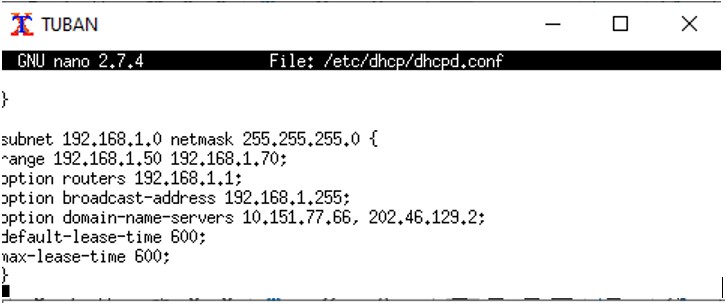 TUBAN
GNU nano 2.7.4 File: /etc/dhcp/dhcpd.conf
}
subnet 192.168.1.0 netmask 255.255.255.0 {
range 192.168.1.50 192.168.1.70;
option routers 192.168.1.1;
option broadcast-address 192.168.1.255;
option domain-name-servers 10.151.77.66, 202.46.129.2;
default-lease-time 600;
max-lease-time 600;
}